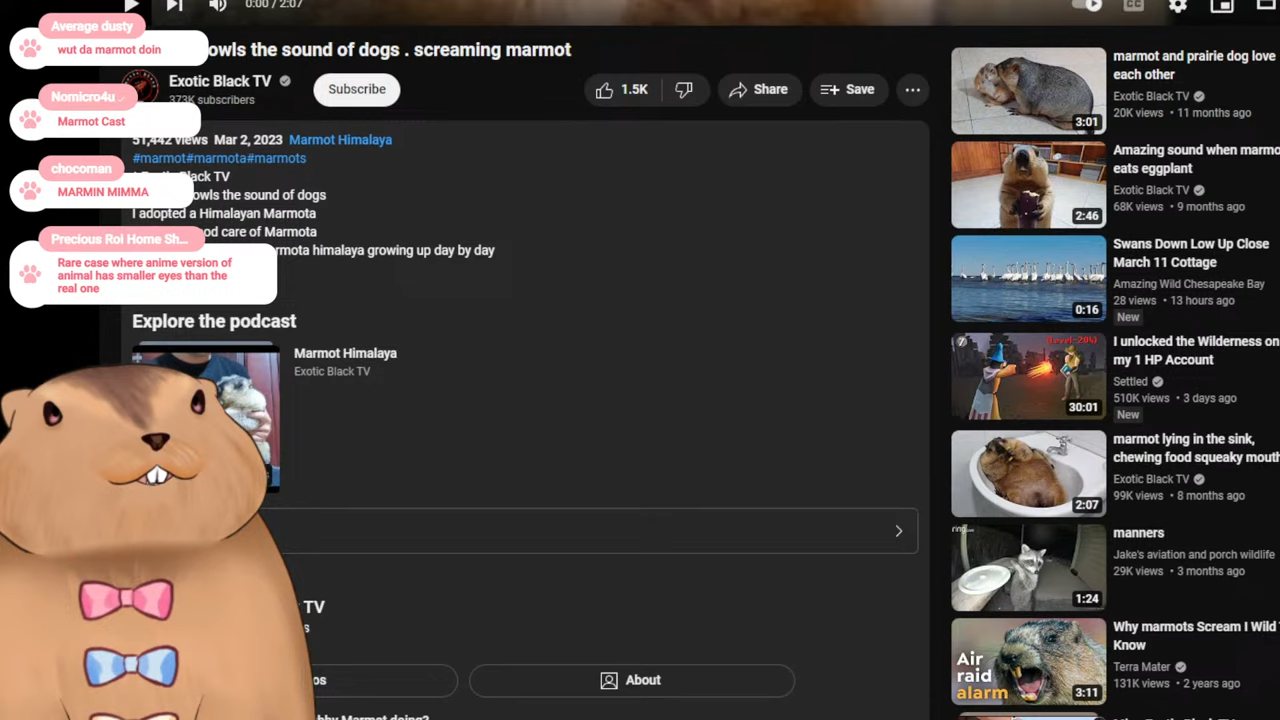 0:00 / 2:07
Average dusty
wut da marmot doin
owls the sound of dogs . screaming marmot
Exotic Black TV
373K subscribers
Subscribe
1.5K
Share
Save
Nomicro4u
Marmot Cast
51,442 views Mar 2, 2023 Marmot Himalaya
#marmot#marmota#marmots
Black TV
owls the sound of dogs
I adopted a Himalayan Marmota
od care of Marmota
rmota himalaya growing up day by day
chocoman
MARMIN MIMMA
Precious Rol Home Sh...
Rare case where anime version of
animal has smaller eyes than the
real one
Explore the podcast
Marmot Himalaya
Exotic Black TV
TV
s
os
About
marmot and prairie dog love
each other
Exotic Black TV
20K views • 11 months ago
3:01
Amazing sound when marmo
eats eggplant
Exotic Black TV
68K views • 9 months ago
2:46
Swans Down Low Up Close
March 11 Cottage
Amazing Wild Chesapeake Bay
28 views • 13 hours ago
New
0:16
I unlocked the Wilderness on
my 1 HP Account
Settled
510K views • 3 days ago
New
(Level-20%)
30:01
marmot lying in the sink,
chewing food squeaky mouth
Exotic Black TV
99K views • 8 months ago
2:07
manners
Jake's aviation and porch wildlife
29K views • 3 months ago
ring
1:24
Why marmots Scream I Wild
Know
Terra Mater
131K views • 2 years ago
Air
raid
alarm
3:11